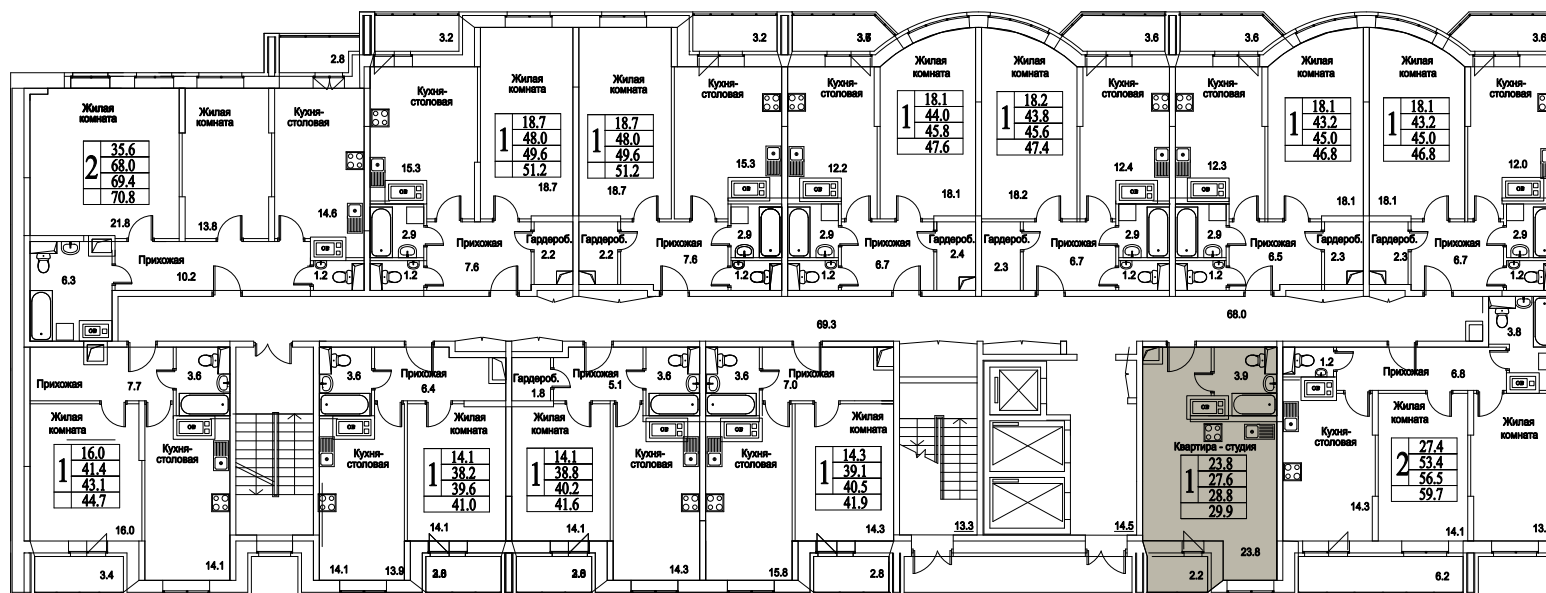 3.2
3.2
3.6
3.6
3.6
2.8
Жилая
комната
Жилая
комната
Кухня-
столовая
Кухня-
столовая
Жилая
комната
Жилая
комната
Кухня-
столовая
Кухня-
столовая
Жилая
комната
Жилая
комната
Кухня-
столовая
Кухня-
столовая
Жилая
комната
Жилая
комната
Кухня-
столовая
2
35.6
68.0
69.4
70.8
1
18.7
48.0
49.6
51.2
1
18.7
48.0
49.6
51.2
1
18.1
44.0
45.8
47.6
1
18.2
43.8
45.6
47.4
1
18.1
43.2
45.0
46.8
1
18.1
43.2
45.0
46.8
21.8
13.8
14.6
15.3
18.7
18.7
15.3
12.2
18.1
18.2
12.4
12.3
18.1
18.1
12.0
ОВ
ОВ
ОВ
ОВ
ОВ
ОВ
ОВ
6.3
Прихожая
10.2
ОВ
1.2
2.9
1.2
Прихожая
7.6
Гардероб.
2.2
Гардероб.
2.2
Прихожая
7.6
2.9
1.2
2.9
1.2
Прихожая
6.7
Гардероб.
2.4
Гардероб.
2.3
Прихожая
6.7
2.9
1.2
2.9
1.2
Прихожая
6.5
Гардероб.
2.3
Гардероб.
2.3
Прихожая
6.7
2.9
1.2
69.3
68.0
3.8
Прихожая
7.7
3.6
3.6
Прихожая
6.4
Гардероб.
1.8
Прихожая
5.1
3.6
3.6
Прихожая
7.0
3.9
1.2
Прихожая
6.8
ОВ
ОВ
ОВ
ОВ
ОВ
ОВ
ОВ
Жилая
комната
Кухня-
столовая
Кухня-
столовая
Жилая
комната
Жилая
комната
Кухня-
столовая
Кухня-
столовая
Жилая
комната
Квартира - студия
Кухня-
столовая
Жилая
комната
Жилая
комната
1
16.0
41.4
43.1
44.7
1
14.1
38.2
39.6
41.0
1
14.1
38.8
40.2
41.6
1
14.3
39.1
40.5
41.9
1
23.8
27.6
28.8
29.9
2
27.4
53.4
56.5
59.7
16.0
14.1
14.1
14.3
13.3
14.5
14.3
14.1
3.4
14.1
14.1
13.9
14.3
15.8
2.8
23.8
2.2
6.2